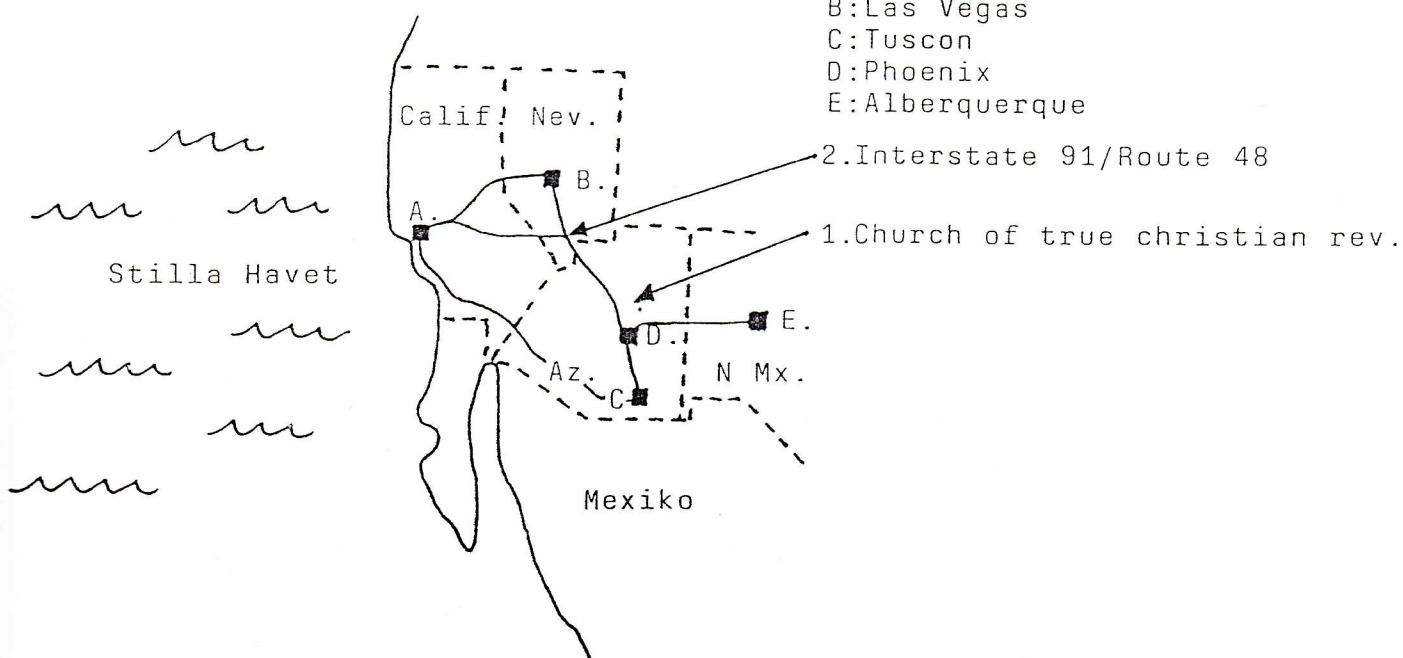 B:Las Vegas
C:Tuscon
D:Phoenix
E:Alberquerque
Calif. Nev.
2.Interstate 91/Route 48
B.
A.
1.Church of true christian rev.
Stilla Havet
E.
D.
Az.
N Mx.
C
Mexiko